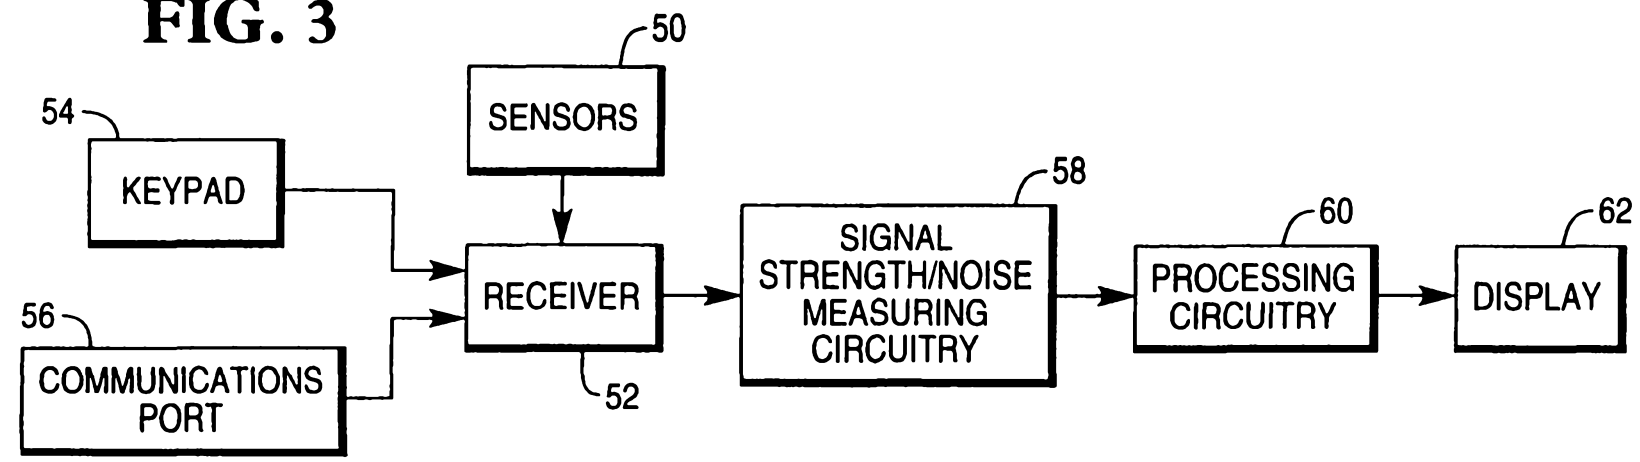 FIG. 3
50
SENSORS
54
KEYPAD
58
SIGNAL
STRENGTH/NOISE
MEASURING
CIRCUITRY
60
PROCESSING
CIRCUITRY
62
DISPLAY
RECEIVER
52
56
COMMUNICATIONS
PORT